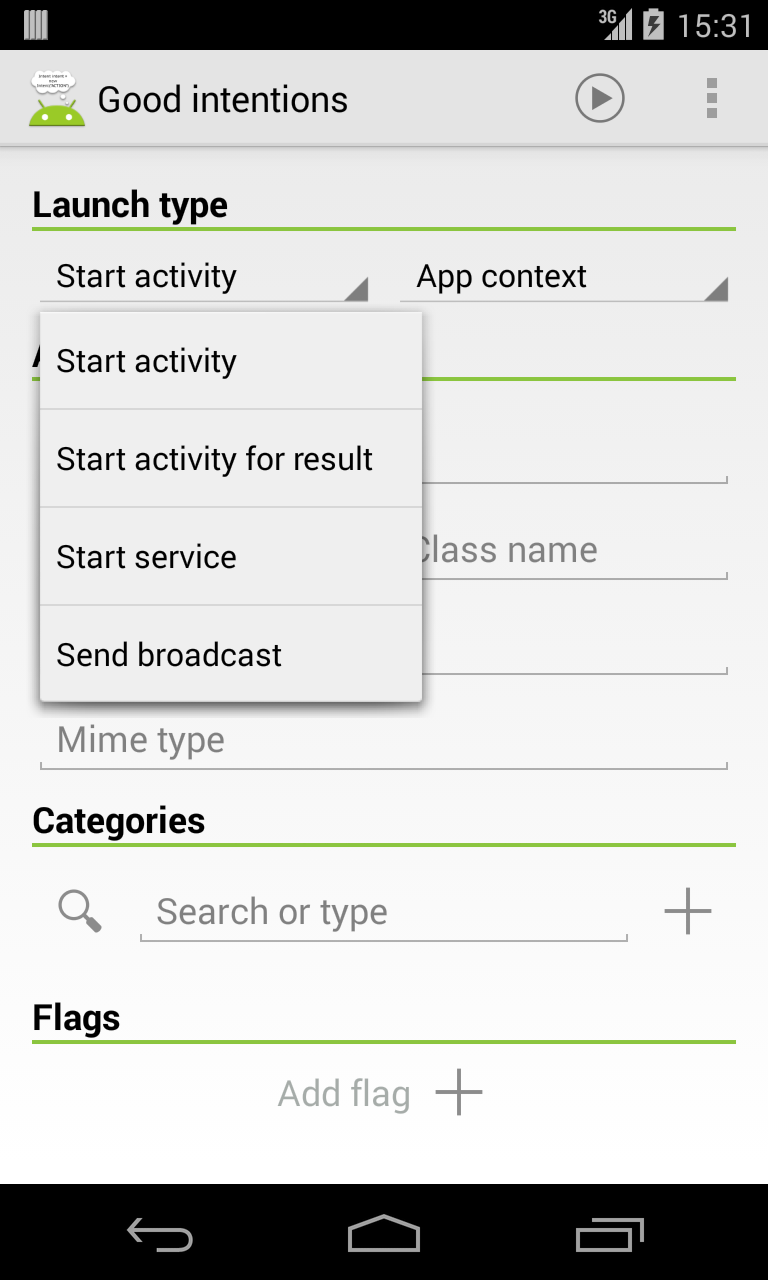 3G 15:31
Good intentions
Launch type
Start activity App context
Start activity
Start activity for result
Start service
Class name
Send broadcast
Mime type
Categories
Search or type
Flags
Add flag